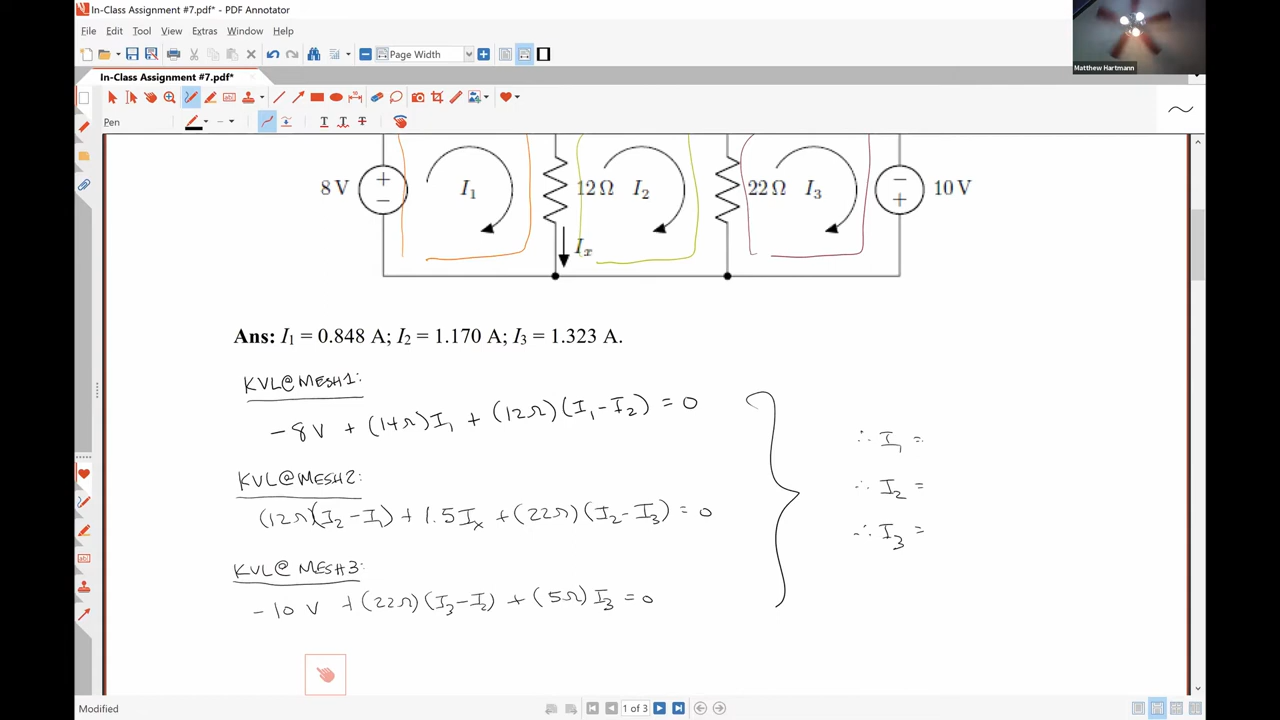 In-Class Assignment #7.pdf* - PDF Annotator
File Edit Tool View Extras Window Help
Page Width
Matthew Hartmann
In-Class Assignment #7.pdf*
Pen
8 V
I₁
12 Ω
I₂
22 Ω
I₃
10 V
Iₓ
Ans: I₁ = 0.848 A; I₂ = 1.170 A; I₃ = 1.323 A.
KVL@MESH1:
-8V + (14Ω)I₁ + (12Ω)(I₁-I₂) = 0
KVL@MESH2:
(12Ω)(I₂-I₁) + 1.5Iₓ + (22Ω)(I₂-I₃) = 0
KVL@MESH3:
-10 V + (22Ω)(I₃-I₂) + (5Ω)I₃ = 0
∴ I₁ =
∴ I₂ =
∴ I₃ =
Modified
1 of 3